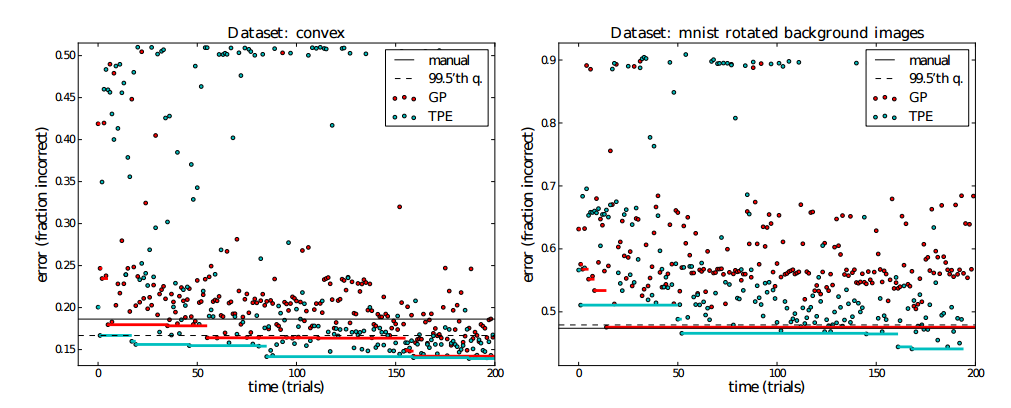 Dataset: convex
error (fraction incorrect)
0.50
0.45
0.40
0.35
0.30
0.25
0.20
0.15
0
50
100
150
200
time (trials)
manual
99.5'th q.
GP
TPE
Dataset: mnist rotated background images
error (fraction incorrect)
0.9
0.8
0.7
0.6
0.5
0
50
100
150
200
time (trials)
manual
99.5'th q.
GP
TPE